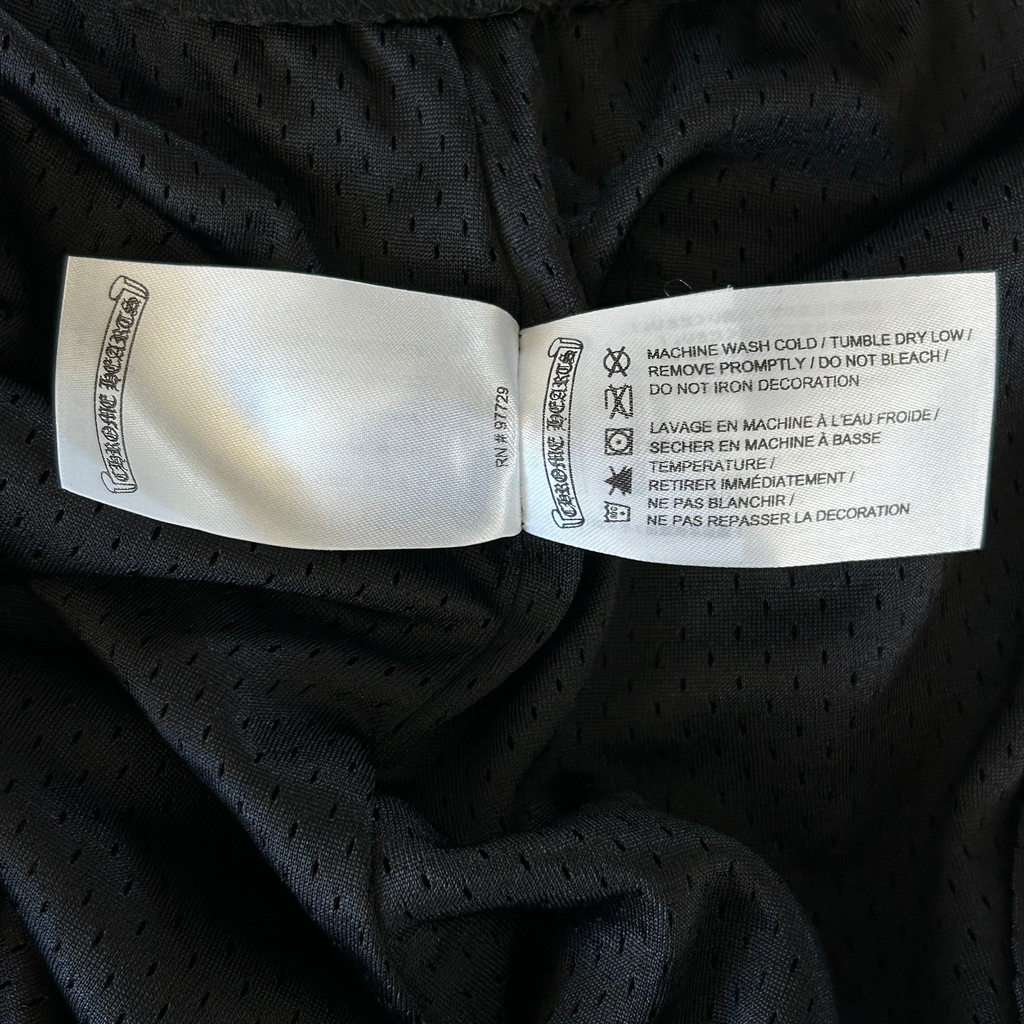 CHROME HEARTS
RN # 97729
CHROME HEARTS
MACHINE WASH COLD / TUMBLE DRY LOW /
REMOVE PROMPTLY / DO NOT BLEACH /
DO NOT IRON DECORATION
LAVAGE EN MACHINE À L'EAU FROIDE /
SECHER EN MACHINE À BASSE
TEMPERATURE /
RETIRER IMMÉDIATEMENT /
NE PAS BLANCHIR /
NE PAS REPASSER LA DECORATION